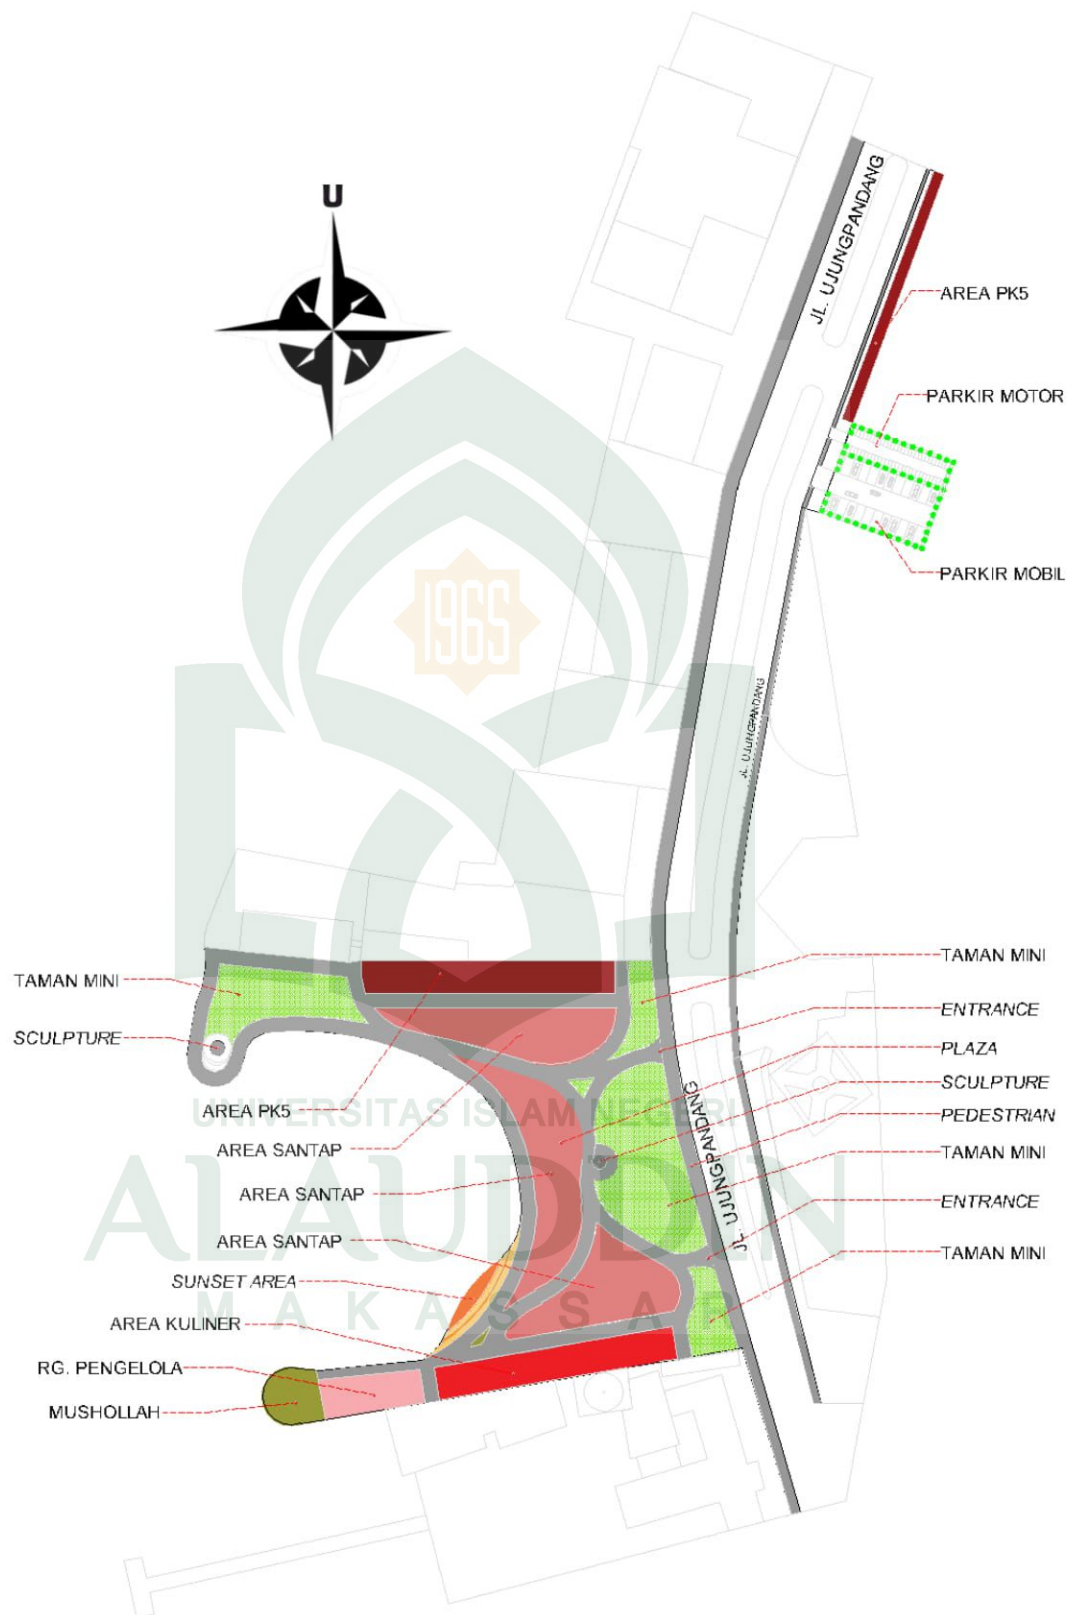 U
JL. UJUNGPANDANG
AREA PK5
PARKIR MOTOR
1965
PARKIR MOBIL
JL. UJUNGPANDANG
TAMAN MINI
TAMAN MINI
ENTRANCE
SCULPTURE
PLAZA
SCULPTURE
AREA PK5
UNIVERSITAS ISLAM NEGERI
PEDESTRIAN
JL. UJUNGPANDANG
AREA SANTAP
TAMAN MINI
AREA SANTAP
ENTRANCE
ALAUDDIN
AREA SANTAP
TAMAN MINI
SUNSET AREA
MAKASSAR
AREA KULINER
RG. PENGELOLA
MUSHOLLAH